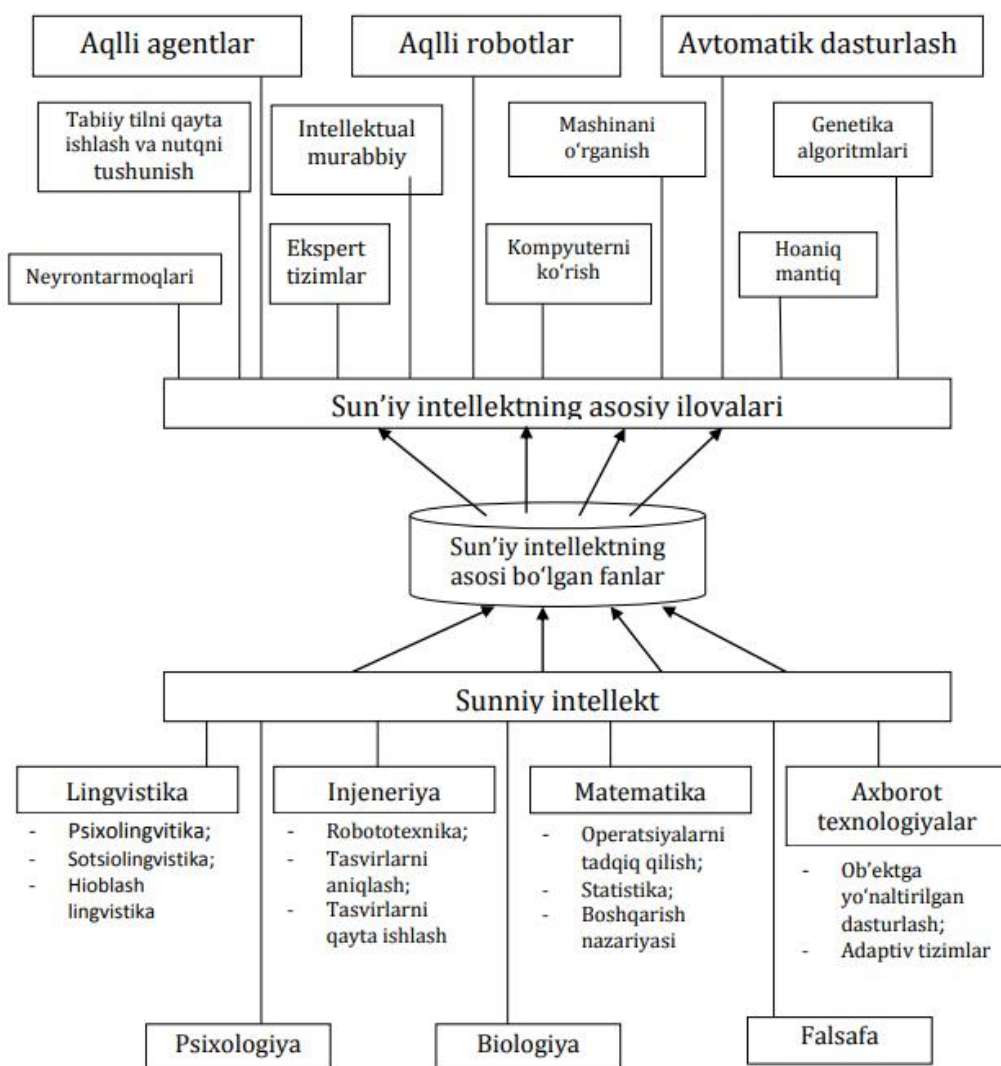 Aqlli agentlar
Aqlli robotlar
Avtomatik dasturlash
Tabiiy tilni qayta
ishlash va nutqni
tushunish
Intellektual
murabbiy
Mashinani
o‘rganish
Genetika
algoritmlari
Neyrontarmoqlari
Ekspert
tizimlar
Kompyuterni
ko‘rish
Hoaniq
mantiq
Sun’iy intellektning asosiy ilovalari
Sun’iy intellektning
asosi bo‘lgan fanlar
Sunniy intellekt
Lingvistika
- Psixolingvitika;
- Sotsiolingvistika;
- Hioblash
lingvistika
Injeneriya
- Robototexnika;
- Tasvirlarni
aniqlash;
- Tasvirlarni
qayta ishlash
Matematika
- Operatsiyalarni
tadqiq qilish;
- Statistika;
- Boshqarish
nazariyasi
Axborot
texnologiyalar
- Ob’ektga
yo‘naltirilgan
dasturlash;
- Adaptiv tizimlar
Psixologiya
Biologiya
Falsafa